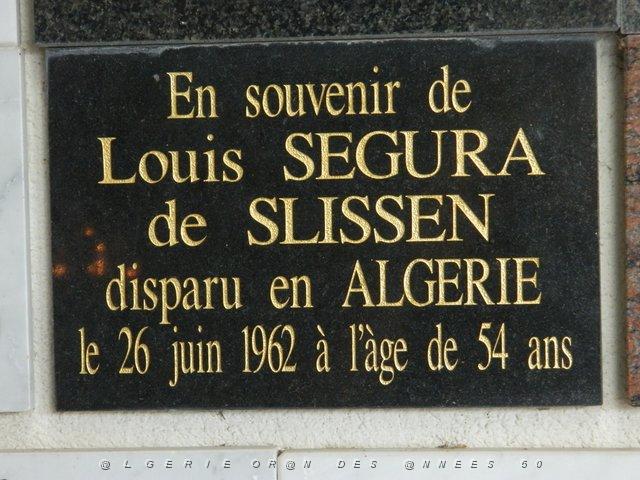 En souvenir de
Louis SEGURA
de SLISSEN
disparu en ALGERIE
le 26 juin 1962 à l'àge de 54 ans
@LGERIE OR@N DES @NNEES 50